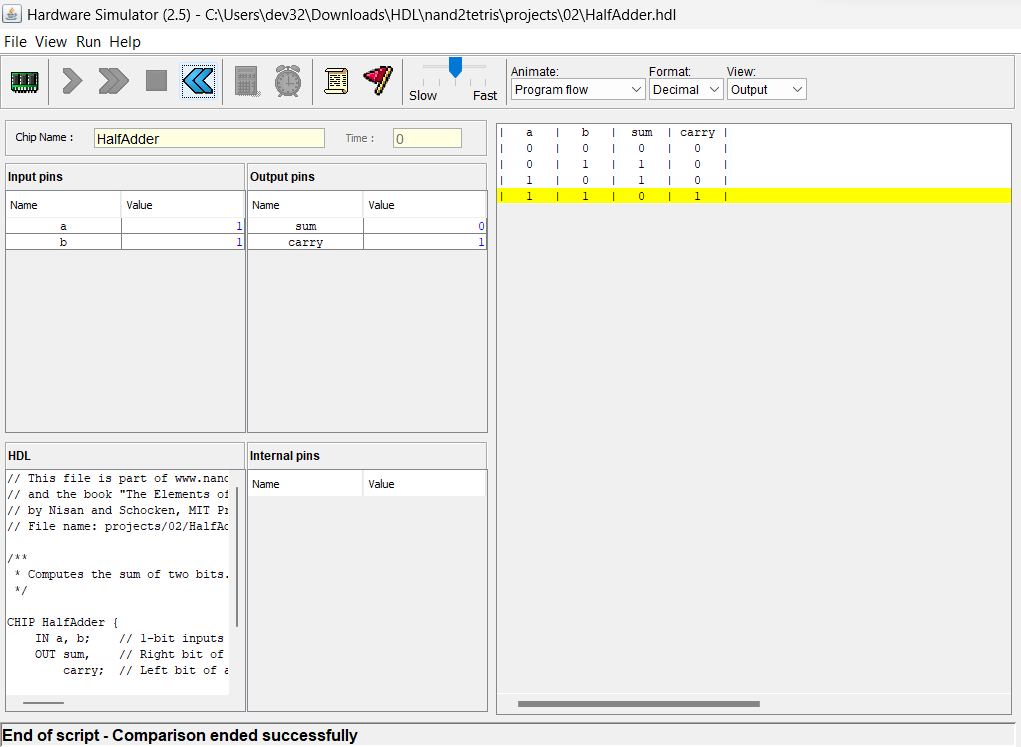 Hardware Simulator (2.5) - C:\Users\dev32\Downloads\HDL\nand2tetris\projects\02\HalfAdder.hdl
File View Run Help
Slow Fast
Animate: Format: View:
Program flow Decimal Output
Chip Name : HalfAdder Time : 0
Input pins
Name Value
a 1
b 1
Output pins
Name Value
sum 0
carry 1
HDL
// This file is part of www.nand
// and the book "The Elements of
// by Nisan and Schocken, MIT Pr
// File name: projects/02/HalfAd
/**
* Computes the sum of two bits.
*/
CHIP HalfAdder {
IN a, b; // 1-bit inputs
OUT sum, // Right bit of
carry; // Left bit of a
Internal pins
Name Value
| a | b | sum | carry |
| 0 | 0 | 0 | 0 |
| 0 | 1 | 1 | 0 |
| 1 | 0 | 1 | 0 |
| 1 | 1 | 0 | 1 |
End of script - Comparison ended successfully